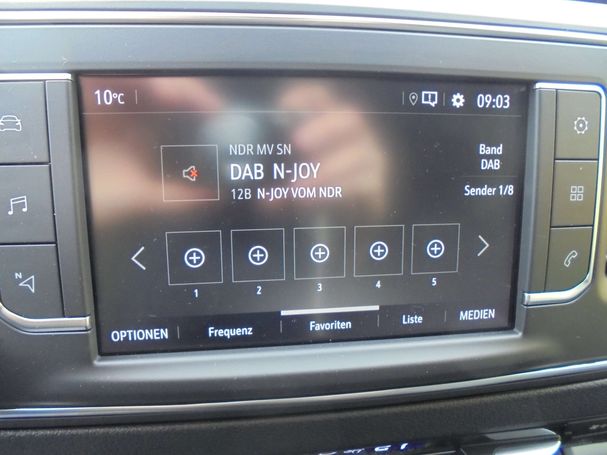 10°C
09:03
N
NDR MV SN
DAB N-JOY
12B N-JOY VOM NDR
Band
DAB
Sender 1/8
1 2 3 4 5
OPTIONEN Frequenz Favoriten Liste MEDIEN